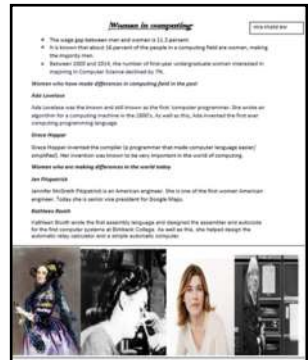 Women in computing
The wage gap between men and women is 11.5 percent
It is known that about 16 percent of the people in a computing field are women, making
the majority men.
Between 2000 and 2014, the number of first-year undergraduate women interested in
majoring in Computer Science declined by 7%.
Women who have made differences in computing field in the past
Ada Lovelace
Ada Lovelace was the known and still known as the first 'computer programmer. She wrote an
algorithm for a computing machine in the As well as this, Ada invented the first ever
computing programming language.
Grace Hopper
Grace Hopper invented the compiler (a programmer that made computer language easier/
simplified). Her invention was known to be very important in the world of computing.
Women who are making differences in the world today
Jen Fitzpatrick
Jennifer McGrath Fitzpatrick is an American engineer. She is one of the first women American
engineer. Today she is senior vice president for Google Maps.
Kathleen Booth
Kathleen Booth wrote the first assembly language and designed the assembler and autocode
for the first computer systems at Birkbeck College. As well as this, she helped design the
automatic relay calculator and a simple automatic computer.